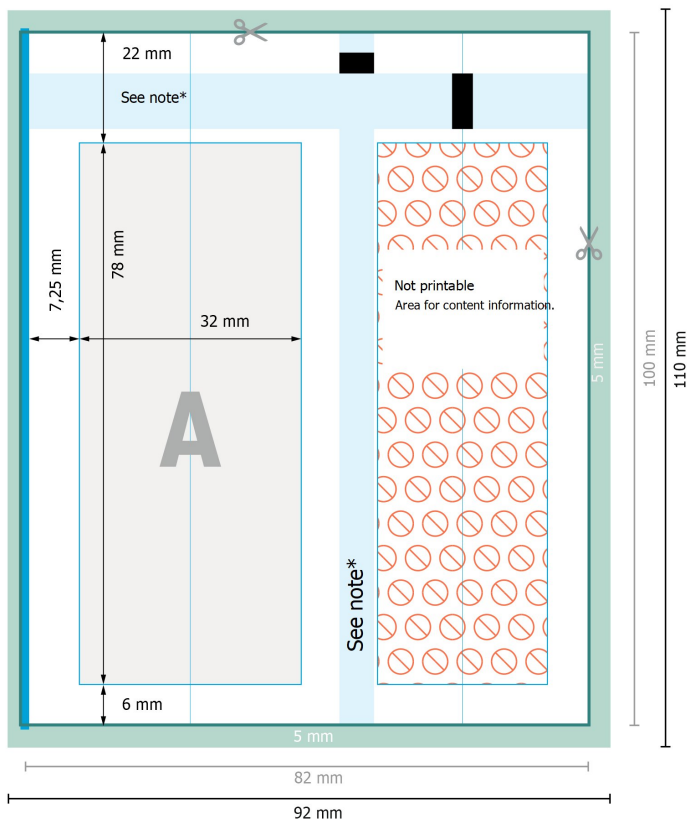 22 mm
See note*
78 mm
7,25 mm
32 mm
A
Not printable
Area for content information.
5 mm
100 mm
110 mm
See note*
6 mm
5 mm
82 mm
92 mm